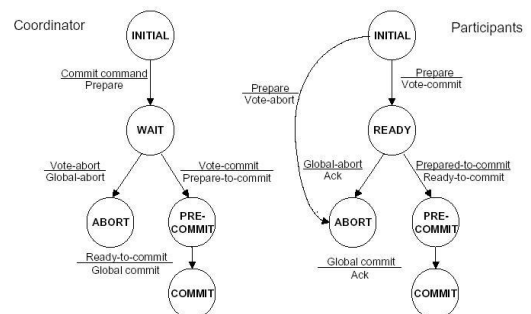 Coordinator
INITIAL
Commit command
Prepare
WAIT
Vote-abort
Global-abort
Vote-commit
Prepare-to-commit
ABORT
PRE-
COMMIT
Ready-to-commit
Global commit
COMMIT
Participants
INITIAL
Prepare
Vote-abort
Prepare
Vote-commit
READY
Global-abort
Ack
Prepared-to-commit
Ready-to-commit
ABORT
PRE-
COMMIT
Global commit
Ack
COMMIT